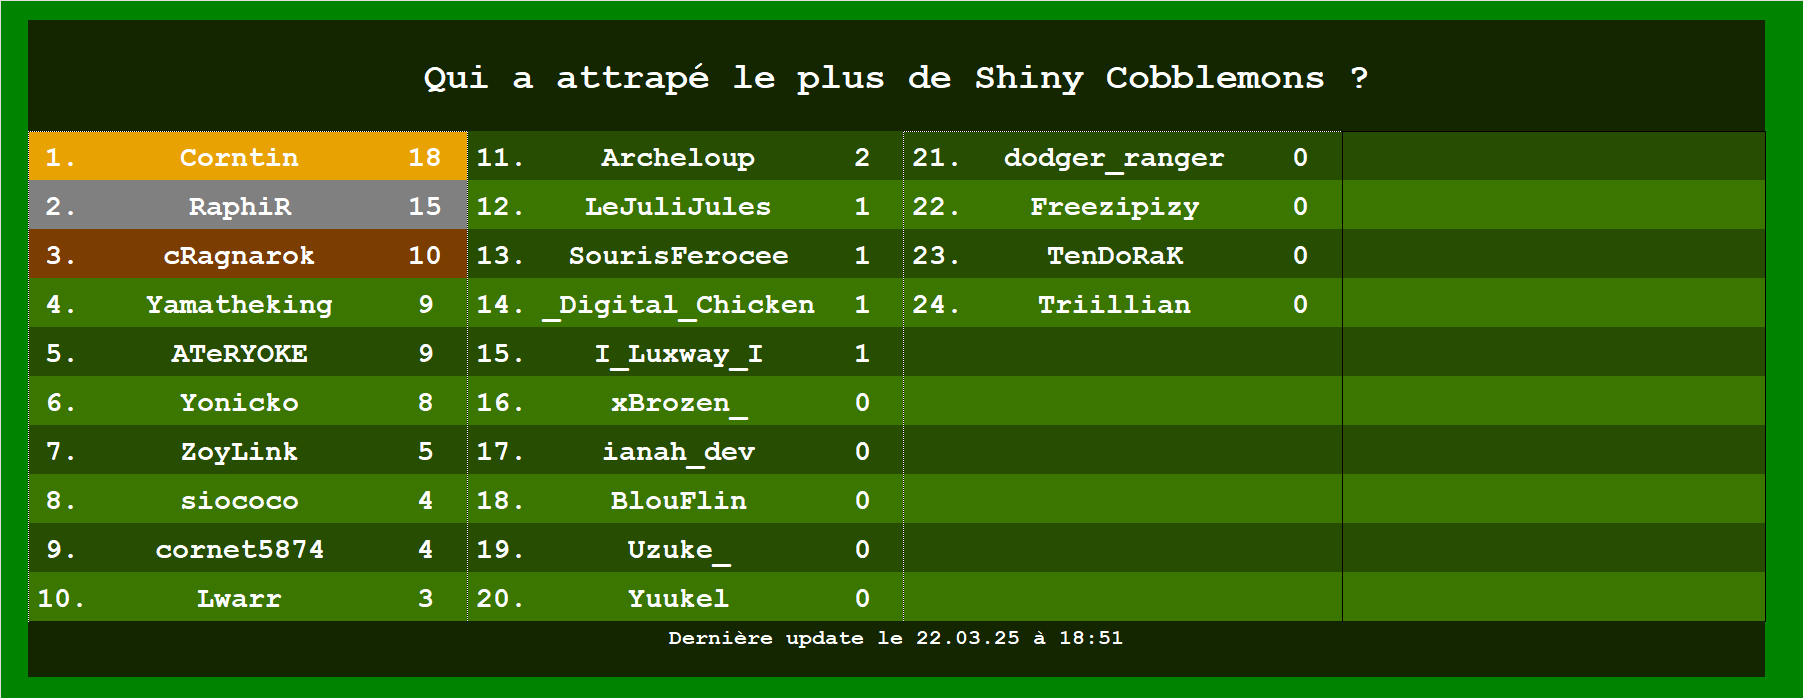 Qui a attrapé le plus de Shiny Cobblemons ?
1. Corntin 18 11. Archeloup 2 21. dodger_ranger 0
2. RaphiR 15 12. LeJuliJules 1 22. Freezipizy 0
3. cRagnarok 10 13. SourisFerocee 1 23. TenDoRaK 0
4. Yamatheking 9 14. _Digital_Chicken 1 24. Triillian 0
5. ATeRYOKE 9 15. I_Luxway_I 1
6. Yonicko 8 16. xBrozen_ 0
7. ZoyLink 5 17. ianah_dev 0
8. siococo 4 18. BlouFlin 0
9. cornet5874 4 19. Uzuke_ 0
10. Lwarr 3 20. Yuukel 0
Dernière update le 22.03.25 à 18:51